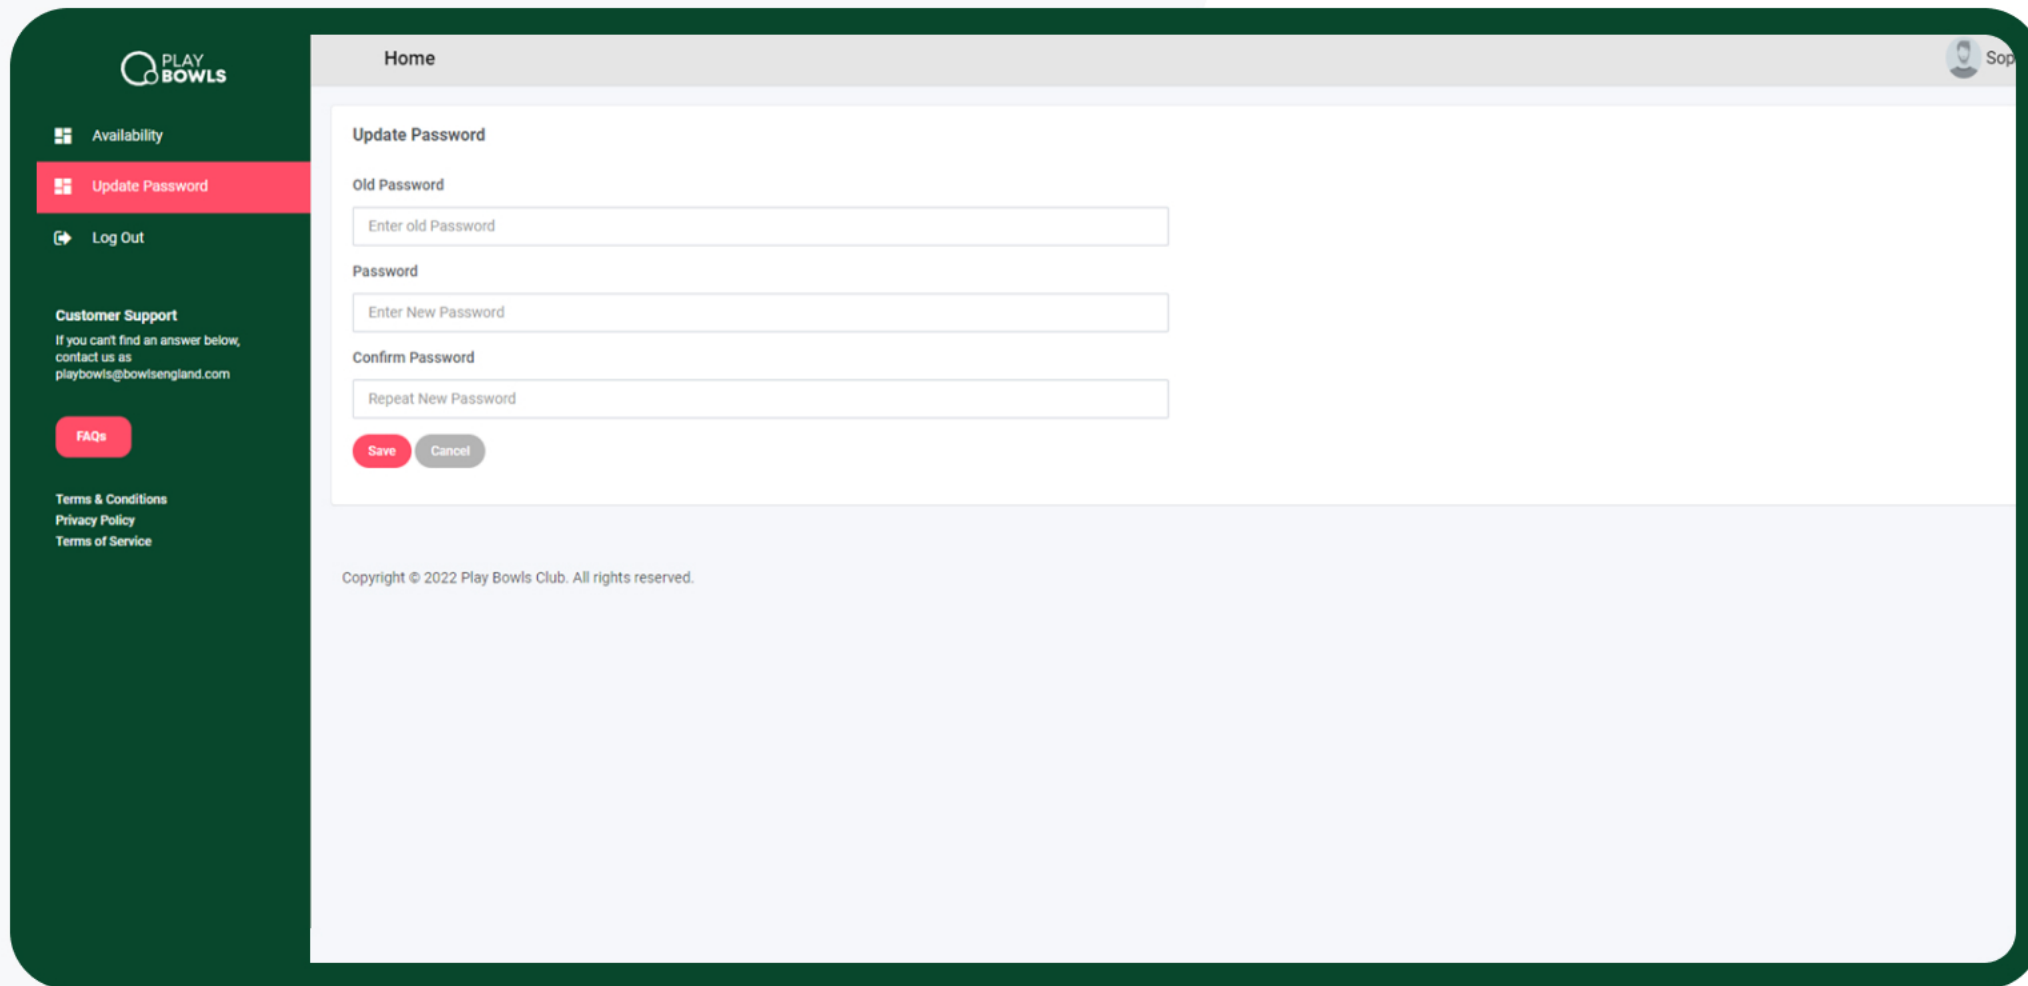 PLAY
BOWLS
Home
Sop
Availability
Update Password
Log Out
Customer Support
If you can't find an answer below,
contact us as
playbowls@bowlsengland.com
FAQs
Terms & Conditions
Privacy Policy
Terms of Service
Update Password
Old Password
Enter old Password
Password
Enter New Password
Confirm Password
Repeat New Password
Save Cancel
Copyright © 2022 Play Bowls Club. All rights reserved.